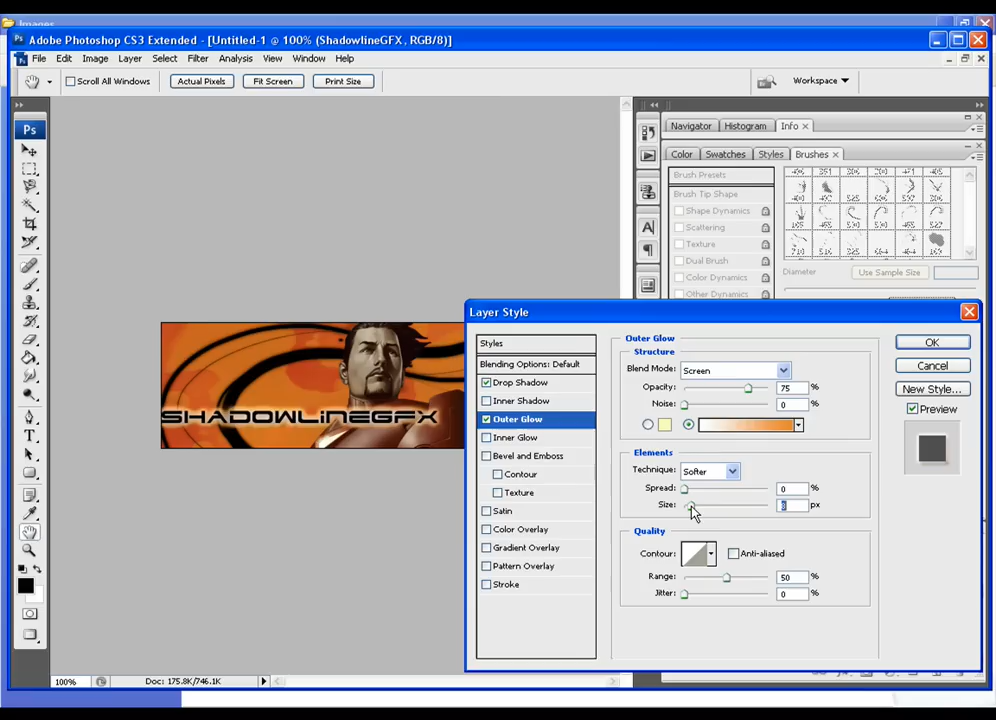 Images
Adobe Photoshop CS3 Extended - [Untitled-1 @ 100% (ShadowlineGFX, RGB/8)]
File Edit Image Layer Select Filter Analysis View Window Help
Scroll All Windows Actual Pixels Fit Screen Print Size Workspace
Navigator Histogram Info
Color Swatches Styles Brushes
Brush Presets
Brush Tip Shape
Shape Dynamics
Scattering
Texture
Dual Brush
Color Dynamics
Other Dynamics
Diameter Use Sample Size
SHADOWLiNEGFX
Layer Style
Styles
Blending Options: Default
Drop Shadow
Inner Shadow
Outer Glow
Inner Glow
Bevel and Emboss
Contour
Texture
Satin
Color Overlay
Gradient Overlay
Pattern Overlay
Stroke
Outer Glow
Structure
Blend Mode: Screen
Opacity: 75 %
Noise: 0 %
Elements
Technique: Softer
Spread: 0 %
Size: px
Quality
Contour: Anti-aliased
Range: 50 %
Jitter: 0 %
OK
Cancel
New Style...
Preview
100% Doc: 175.8K/746.1K